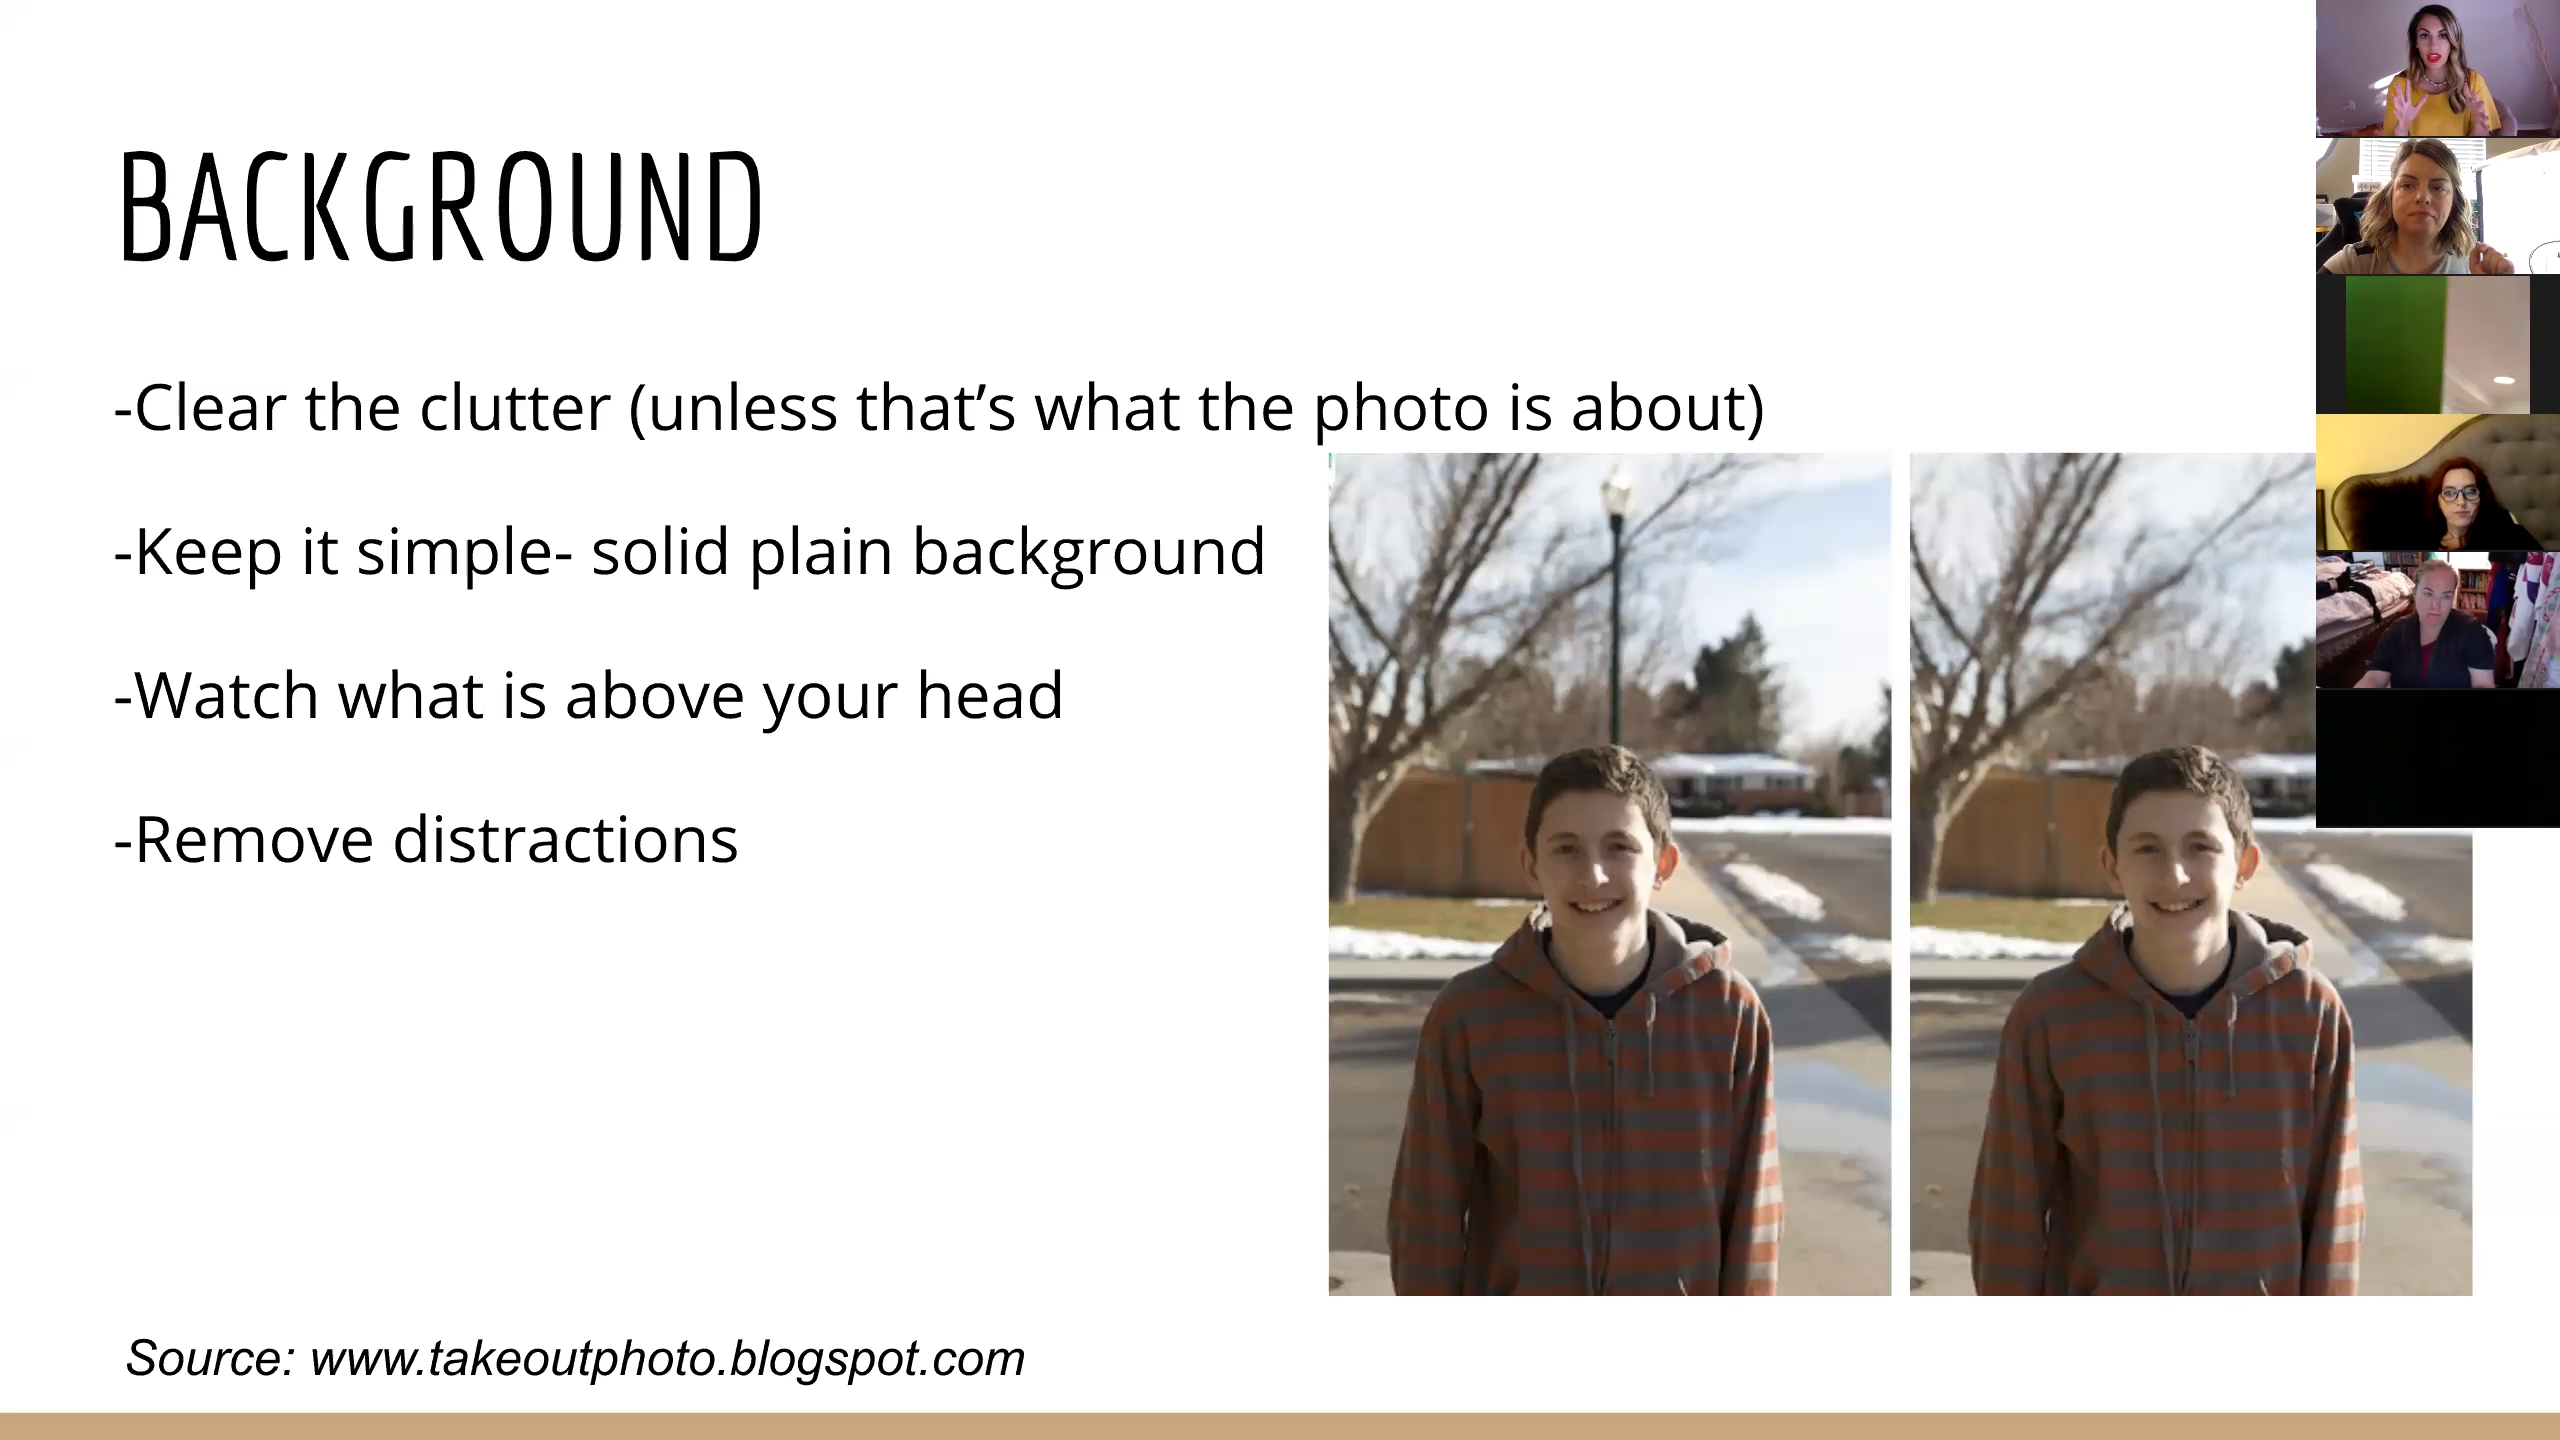 BACKGROUND
-Clear the clutter (unless that’s what the photo is about)
-Keep it simple- solid plain background
-Watch what is above your head
-Remove distractions
Source: www.takeoutphoto.blogspot.com